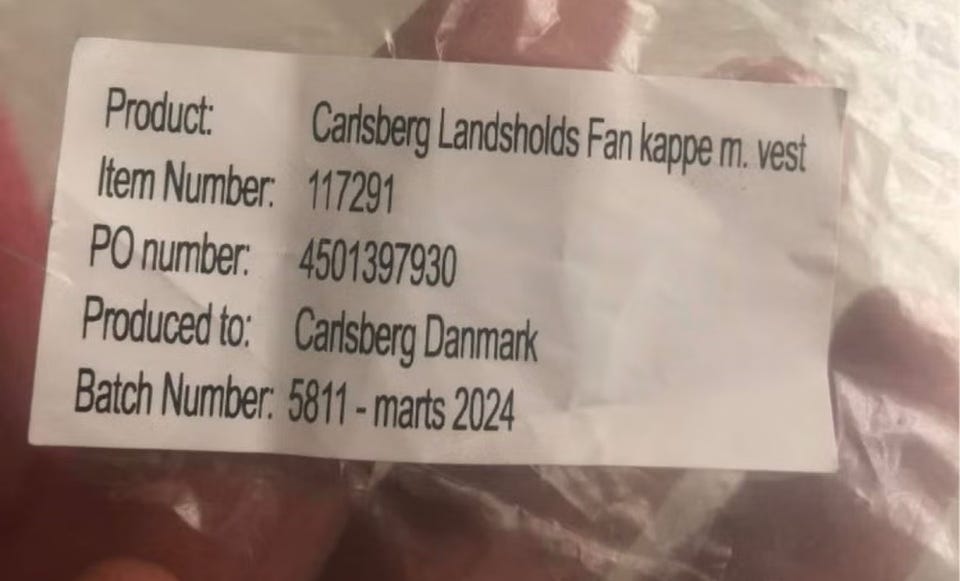 Product: Carlsberg Landsholds Fan kappe m. vest
Item Number: 117291
PO number: 4501397930
Produced to: Carlsberg Danmark
Batch Number: 5811 - marts 2024